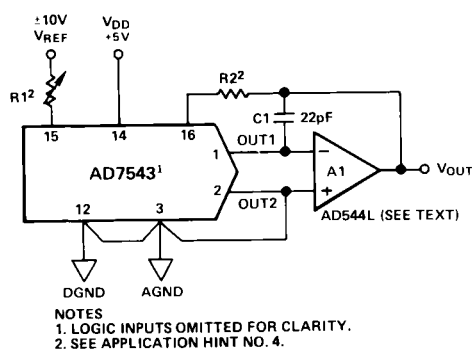 ±10V
VREF
VDD
+5V
R1²
R2²
C1
22pF
15
14
16
OUT1
1
AD7543¹
2
OUT2
12
3
−
A1
+
VOUT
AD544L (SEE TEXT)
DGND
AGND
NOTES
1. LOGIC INPUTS OMITTED FOR CLARITY.
2. SEE APPLICATION HINT NO. 4.